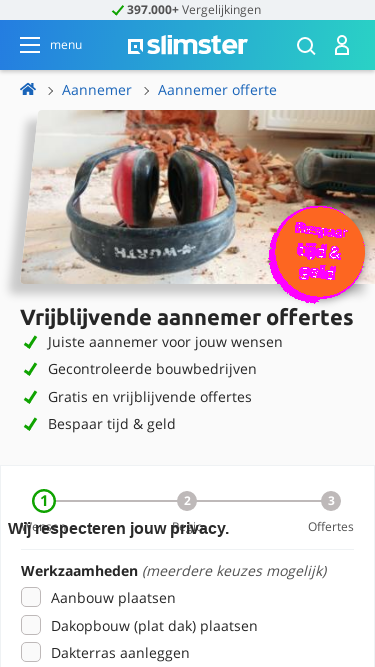 397.000+ Vergelijkingen
menu
slimster
Aannemer
Aannemer offerte
WÜRTH
Bespaar
tijd &
geld
Vrijblijvende aannemer offertes
Juiste aannemer voor jouw wensen
Gecontroleerde bouwbedrijven
Gratis en vrijblijvende offertes
Bespaar tijd & geld
1 2 3
Offertes
Wij respecteren jouw privacy.
Werkzaamheden (meerdere keuzes mogelijk)
Aanbouw plaatsen
Dakopbouw (plat dak) plaatsen
Dakterras aanleggen